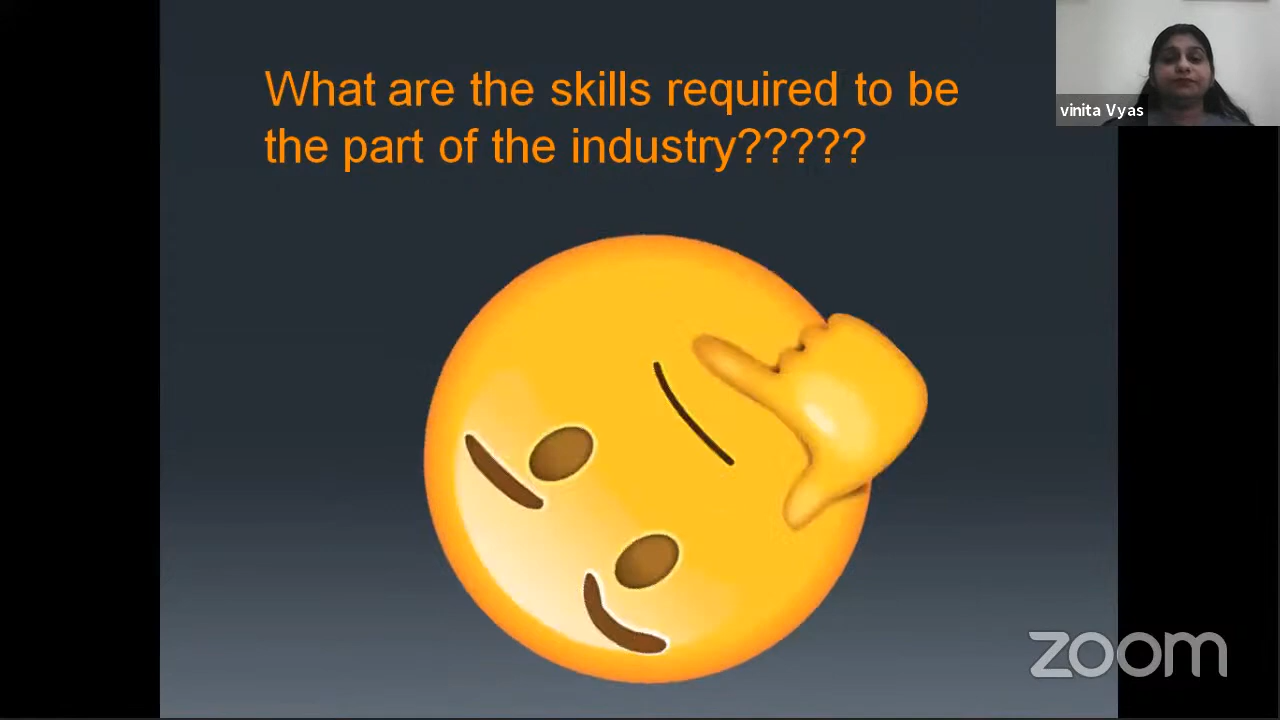 What are the skills required to be
the part of the industry?????
vinita Vyas
zoom